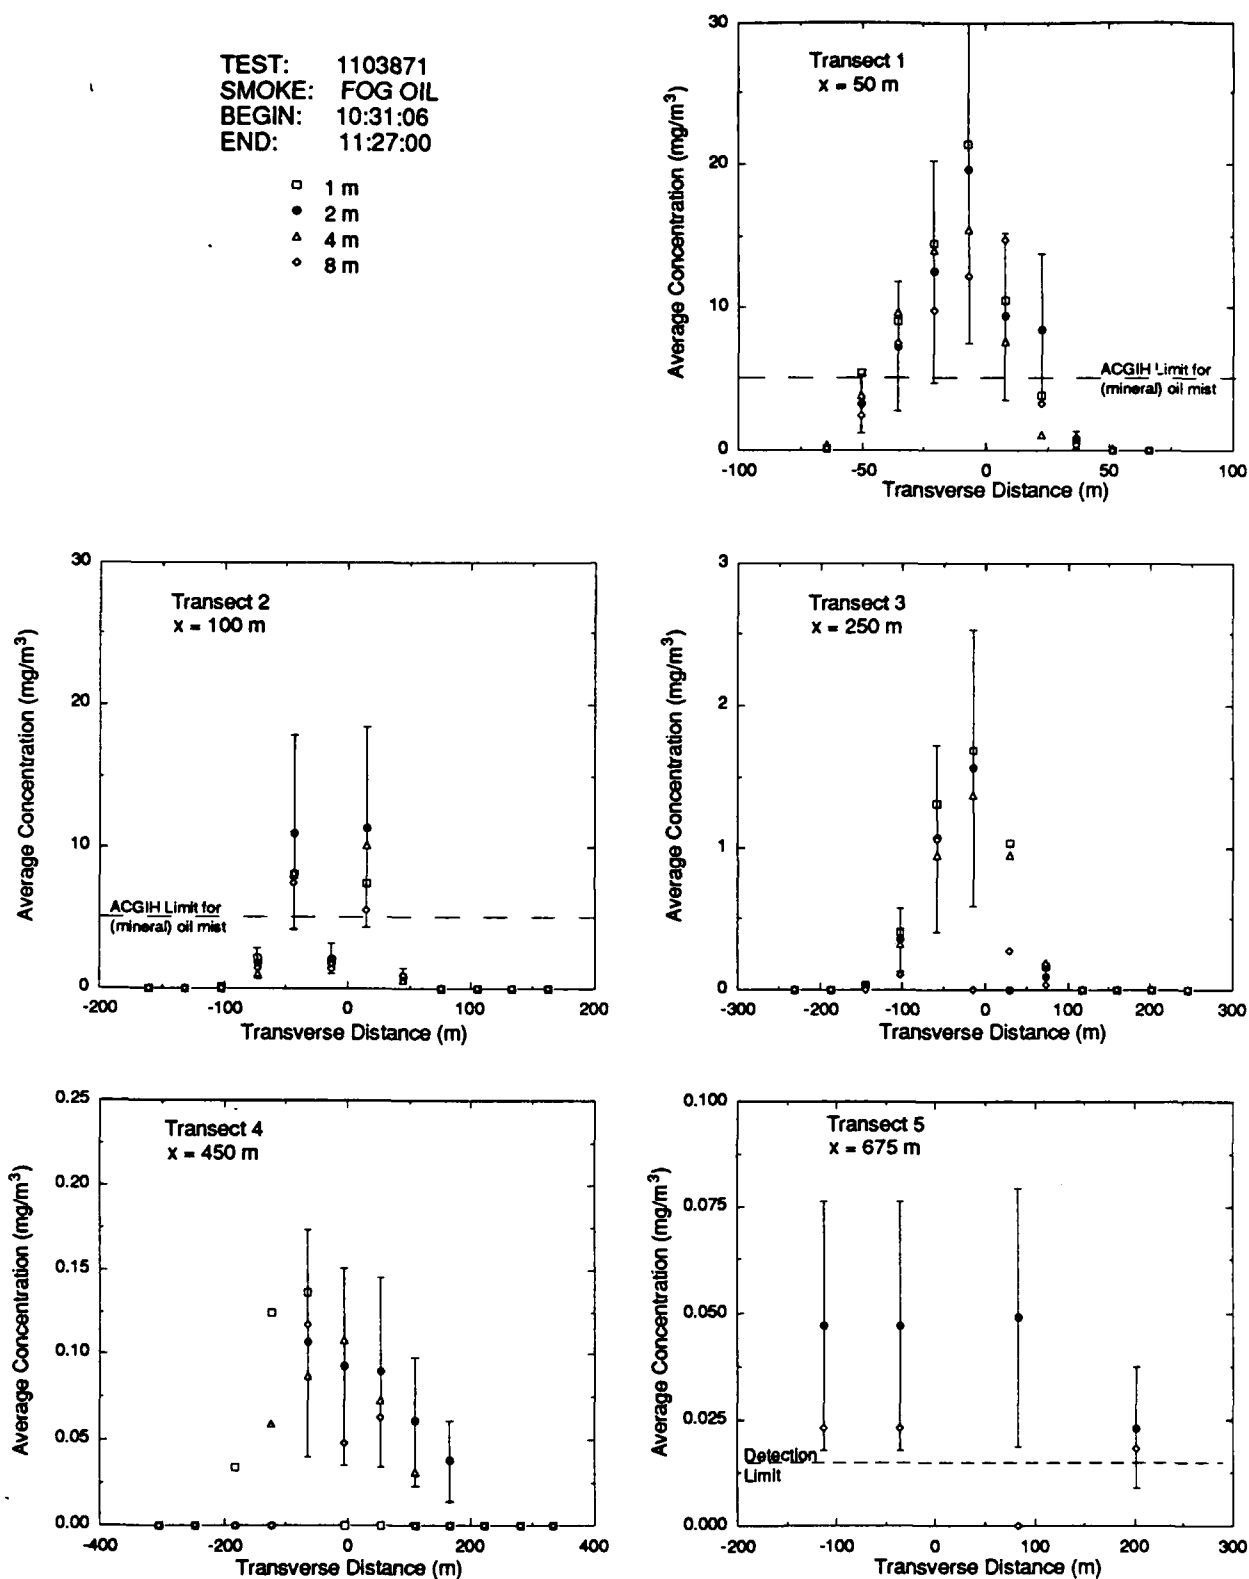 TEST: 1103871
SMOKE: FOG OIL
BEGIN: 10:31:06
END: 11:27:00
1 m
2 m
4 m
8 m
Transect 1
x = 50 m
Average Concentration (mg/m³)
30
20
10
0
ACGIH Limit for
(mineral) oil mist
-100 -50 0 50 100
Transverse Distance (m)
Transect 2
x = 100 m
Average Concentration (mg/m³)
30
20
10
0
ACGIH Limit for
(mineral) oil mist
-200 -100 0 100 200
Transverse Distance (m)
Transect 3
x = 250 m
Average Concentration (mg/m³)
3
2
1
0
-300 -200 -100 0 100 200 300
Transverse Distance (m)
Transect 4
x = 450 m
Average Concentration (mg/m³)
0.25
0.20
0.15
0.10
0.05
0.00
-400 -200 0 200 400
Transverse Distance (m)
Transect 5
x = 675 m
Average Concentration (mg/m³)
0.100
0.075
0.050
0.025
0.000
Detection
Limit
-200 -100 0 100 200 300
Transverse Distance (m)